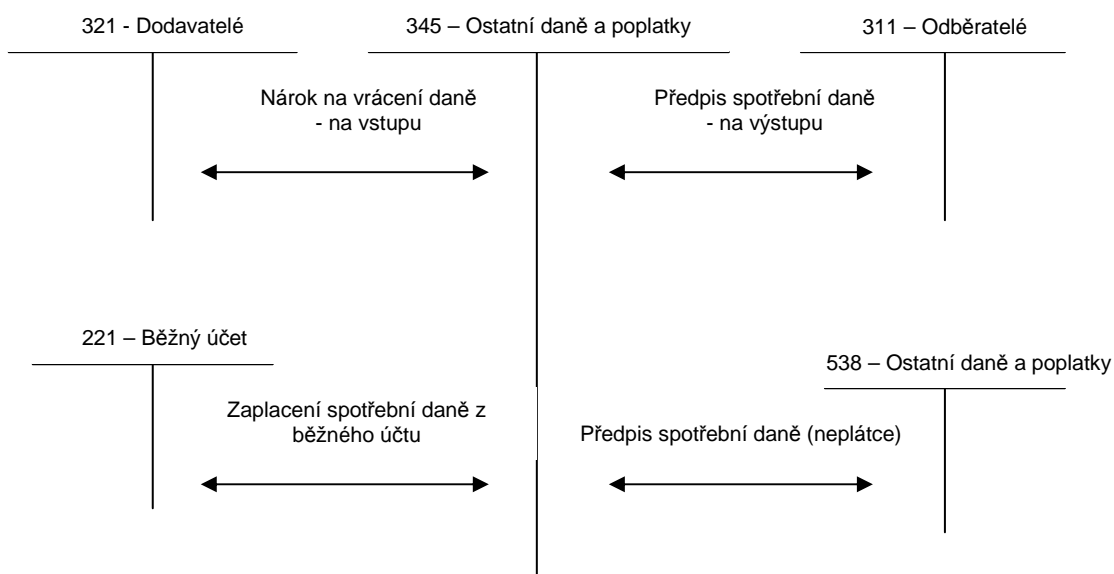 321 - Dodavatelé
345 – Ostatní daně a poplatky
311 – Odběratelé
Nárok na vrácení daně
- na vstupu
Předpis spotřební daně
- na výstupu
221 – Běžný účet
538 – Ostatní daně a poplatky
Zaplacení spotřební daně z
běžného účtu
Předpis spotřební daně (neplátce)